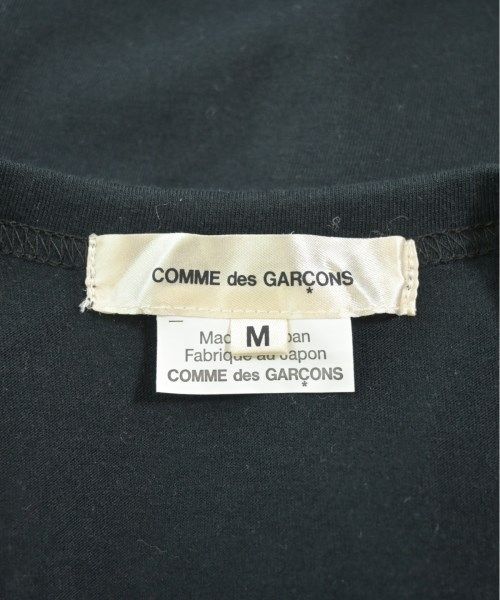 COMME des GARÇONS
*
M
Fabrique au Japon
COMME des GARÇONS
*